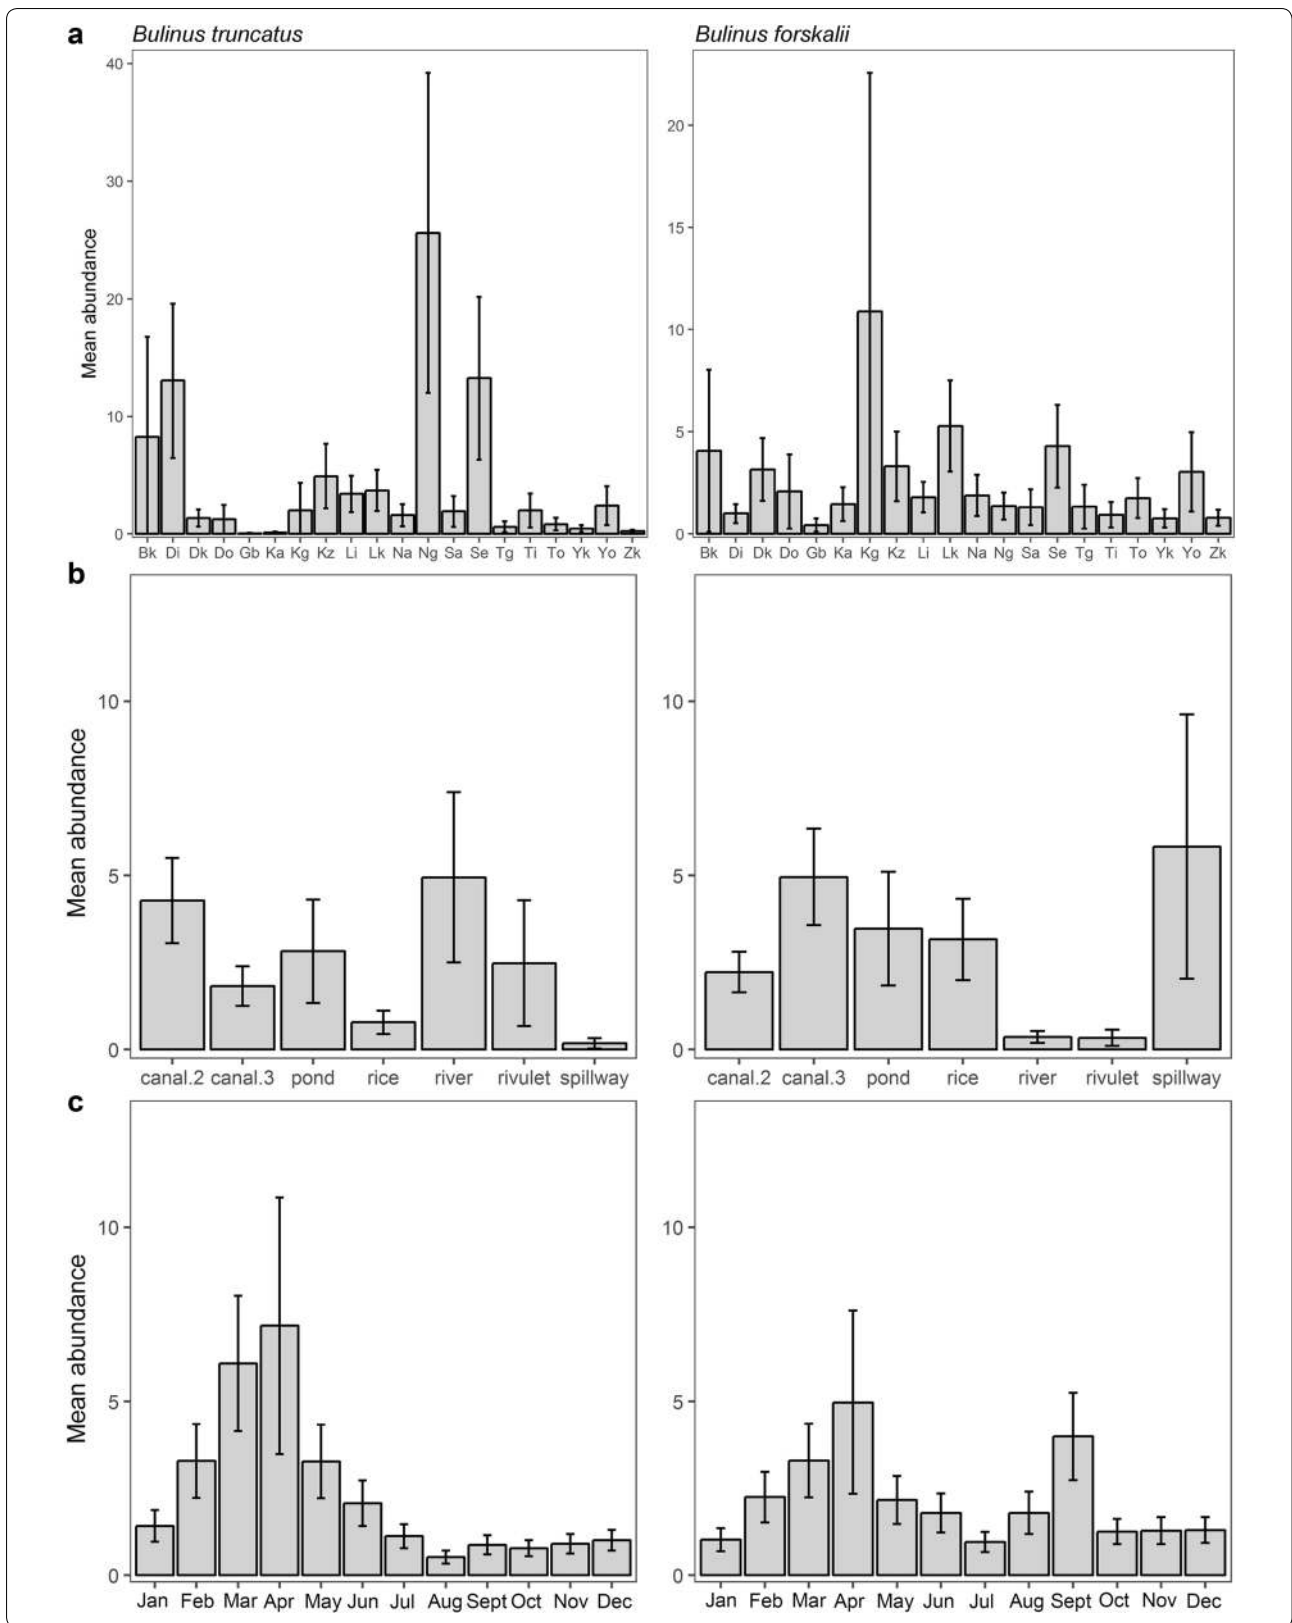 a Bulinus truncatus Bulinus forskalii
Mean abundance
40
30
20
10
0
20
15
10
5
0
Bk Di Dk Do Gb Ka Kg Kz Li Lk Na Ng Sa Se Tg Ti To Yk Yo Zk
Bk Di Dk Do Gb Ka Kg Kz Li Lk Na Ng Sa Se Tg Ti To Yk Yo Zk
b
Mean abundance
10
5
0
10
5
0
canal.2 canal.3 pond rice river rivulet spillway
canal.2 canal.3 pond rice river rivulet spillway
c
Mean abundance
10
5
0
10
5
0
Jan Feb Mar Apr May Jun Jul Aug Sept Oct Nov Dec
Jan Feb Mar Apr May Jun Jul Aug Sept Oct Nov Dec